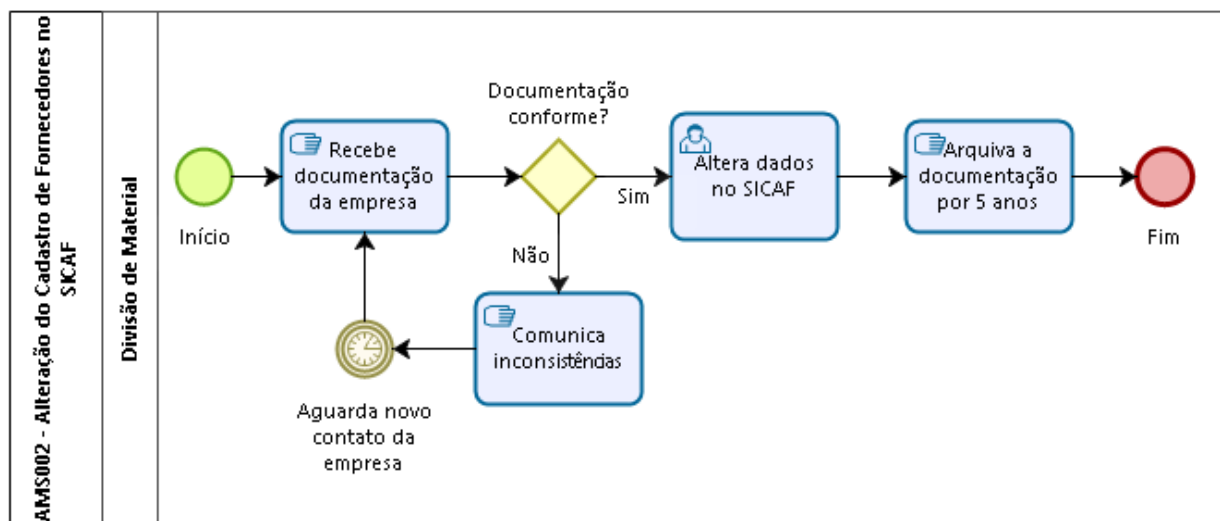 AMS002 - Alteração do Cadastro de Fornecedores no
SICAF
Divisão de Material
Início
Recebe
documentação
da empresa
Documentação
conforme?
Sim
Não
Altera dados
no SICAF
Arquiva a
documentação
por 5 anos
Fim
Comunica
inconsistências
Aguarda novo
contato da
empresa